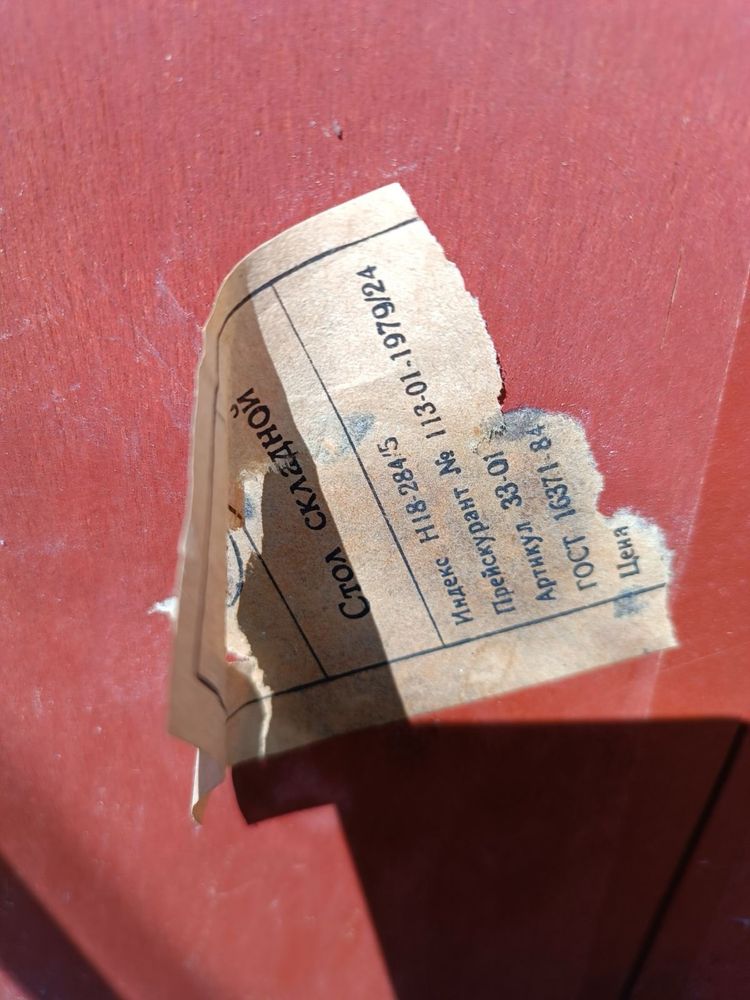 Стол складной
Индекс Н18-284/5
Прейскурант № 113-01-1979/24
Артикул 33-01
ГОСТ 16371-84
Цена